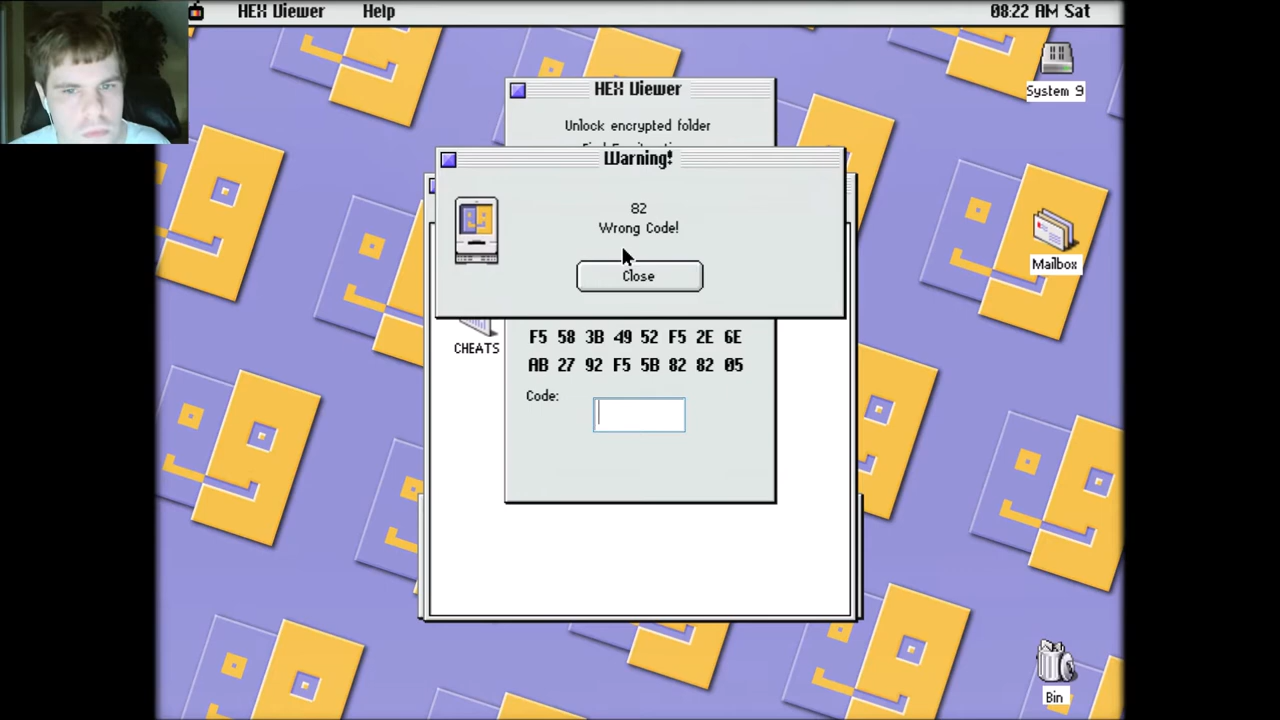 HEX Viewer Help 08:22 AM Sat
System 9
HEX Viewer
Unlock encrypted folder
Warning!
82
Wrong Code!
Close
Mailbox
CHEATS
F5 58 3B 49 52 F5 2E 6E
AB 27 92 F5 5B 82 82 05
Code:
Bin